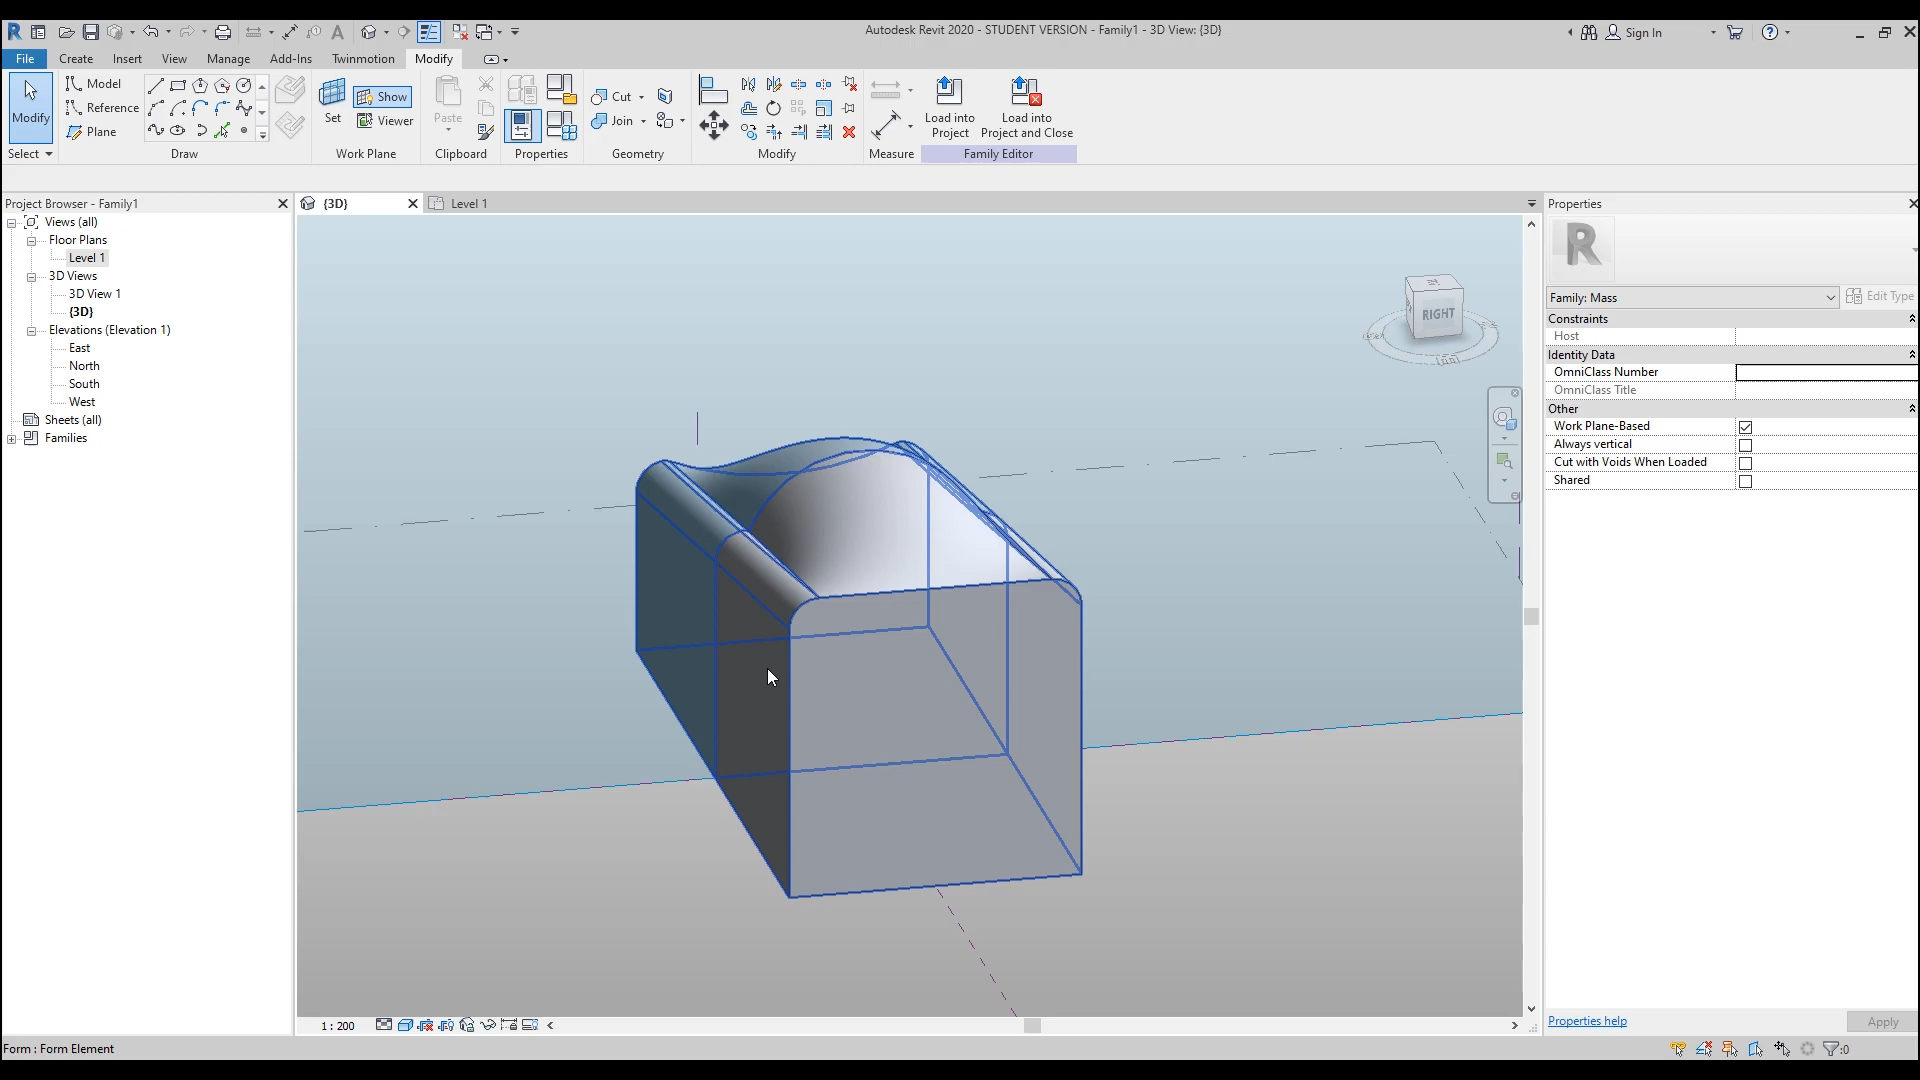 Autodesk Revit 2020 - STUDENT VERSION - Family1 - 3D View: {3D}
Sign In
File Create Insert View Manage Add-Ins Twinmotion Modify
Modify
Model
Reference
Plane
Set
Show
Viewer
Paste
Cut
Join
Load into
Project
Load into
Project and Close
Select Draw Work Plane Clipboard Properties Geometry Modify Measure Family Editor
Project Browser - Family1
{3D}
Level 1
Properties
Views (all)
Floor Plans
Level 1
3D Views
3D View 1
{3D}
Elevations (Elevation 1)
East
North
South
West
Sheets (all)
Families
RIGHT
R
Family: Mass
Edit Type
Constraints
Host
Identity Data
OmniClass Number
OmniClass Title
Other
Work Plane-Based
Always vertical
Cut with Voids When Loaded
Shared
Properties help
Apply
1 : 200
Form : Form Element
:0